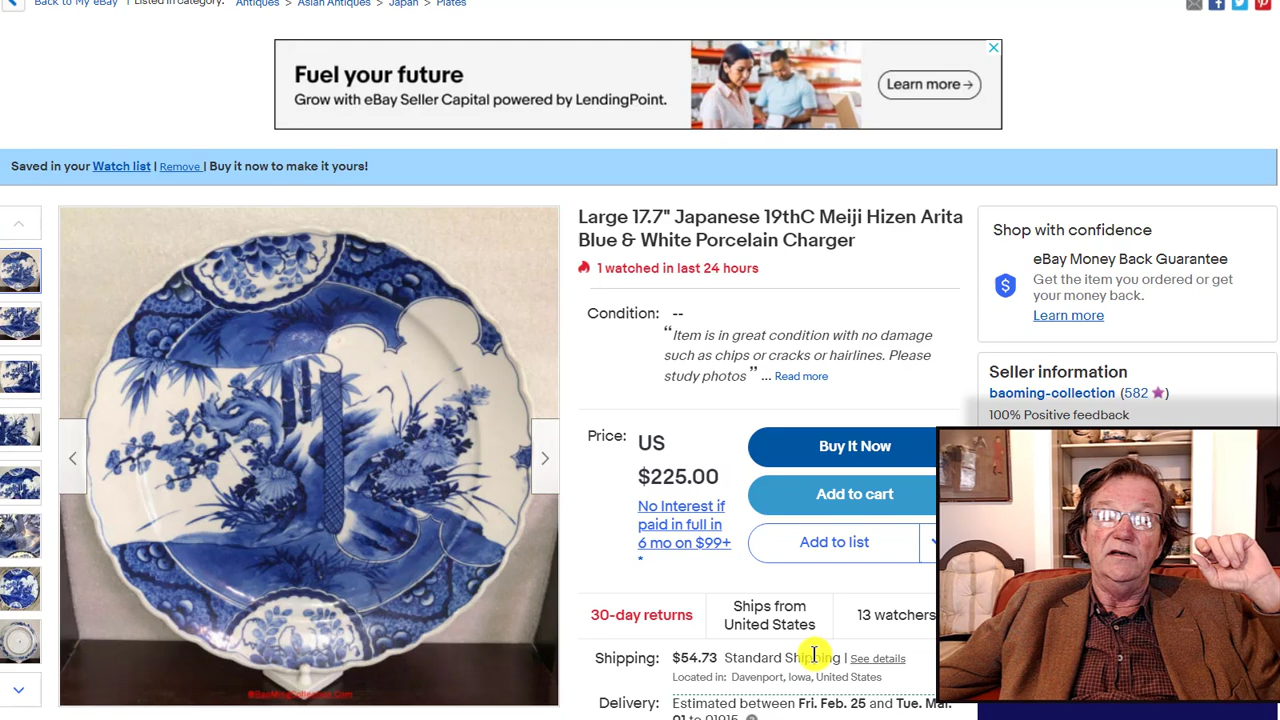 Back to My eBay | Listed in category: Antiques > Asian Antiques > Japan > Plates
Fuel your future
Grow with eBay Seller Capital powered by LendingPoint.
Learn more→
Saved in your Watch list | Remove | Buy it now to make it yours!
Large 17.7" Japanese 19thC Meiji Hizen Arita
Blue & White Porcelain Charger
1 watched in last 24 hours
Condition: --
“Item is in great condition with no damage
such as chips or cracks or hairlines. Please
study photos” ... Read more
Price: US
$225.00
No Interest if
paid in full in
6 mo on $99+
*
Buy It Now
Add to cart
Add to list
30-day returns
Ships from
United States
13 watchers
Shipping: $54.73 Standard Shipping | See details
Located in: Davenport, Iowa, United States
Delivery: Estimated between Fri. Feb. 25 and Tue. Mar.
01 to 01915
@BaoMingCollection.Com
Shop with confidence
eBay Money Back Guarantee
Get the item you ordered or get
your money back.
Learn more
Seller information
baoming-collection (582 ★)
100% Positive feedback